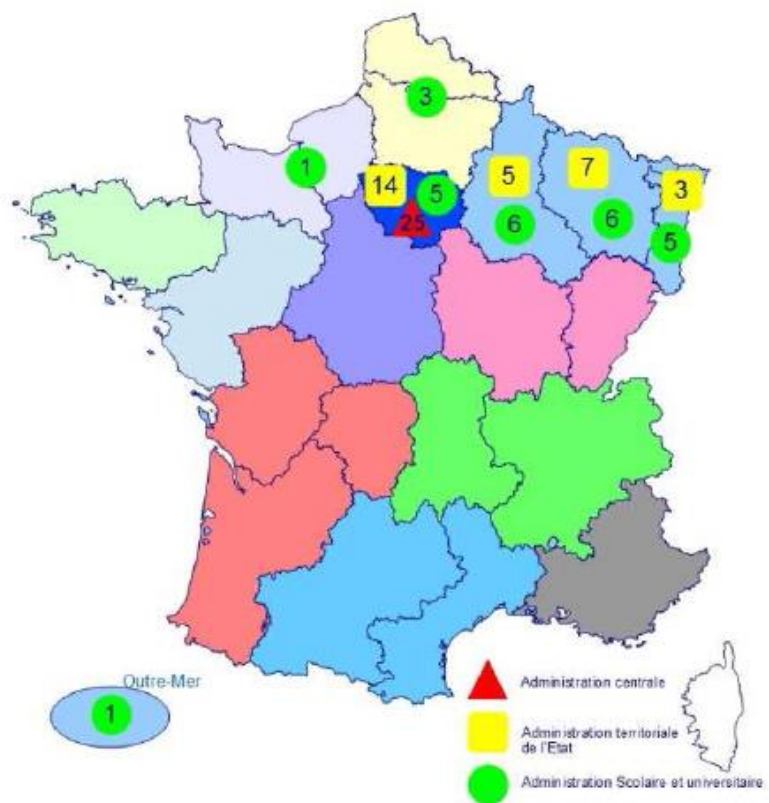 3
1
14
5
5
7
3
25
6
6
5
Outre-Mer
1
Administration centrale
Administration territoriale
de l'Etat
Administration Scolaire et universitaire